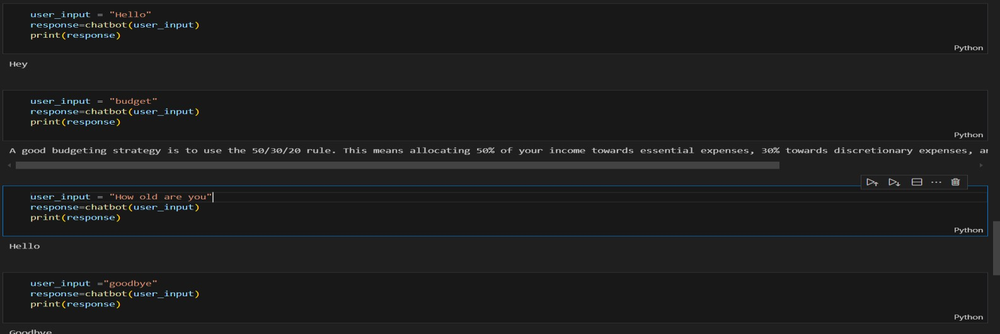 user_input = "Hello"
response=chatbot(user_input)
print(response)
Python
Hey
user_input = "budget"
response=chatbot(user_input)
print(response)
Python
A good budgeting strategy is to use the 50/30/20 rule. This means allocating 50% of your income towards essential expenses, 30% towards discretionary expenses,
user_input = "How old are you"
response=chatbot(user_input)
print(response)
Python
Hello
user_input ="goodbye"
response=chatbot(user_input)
print(response)
Python
Goodbye